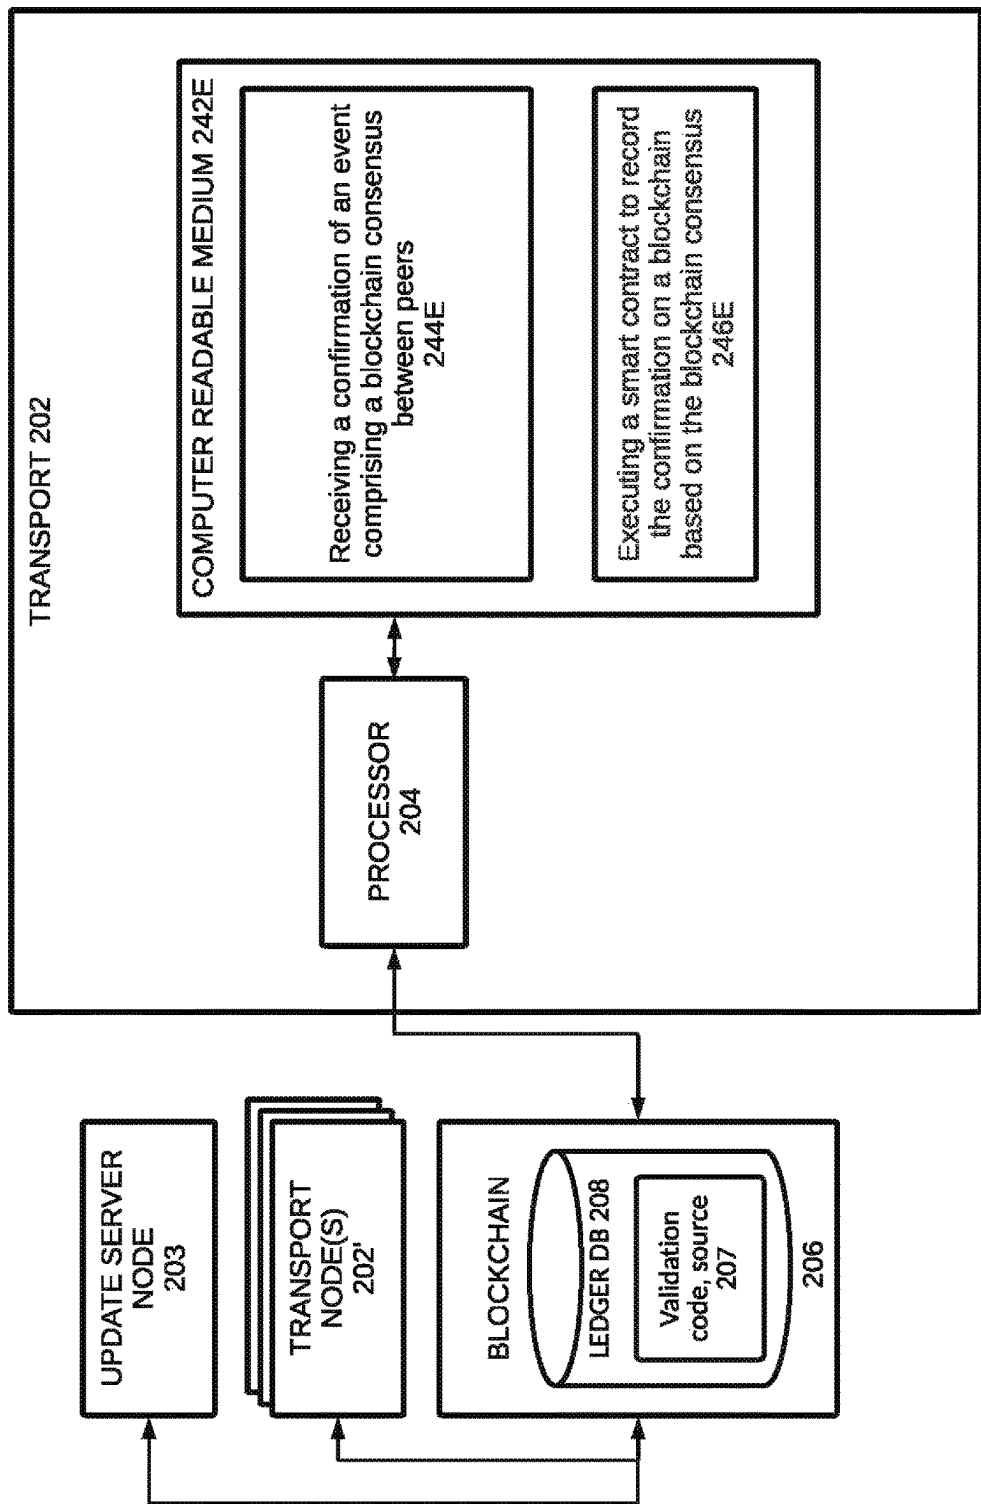 TRANSPORT 202
COMPUTER READABLE MEDIUM 242E
Receiving a confirmation of an event
comprising a blockchain consensus
between peers
244E
Executing a smart contract to record
the confirmation on a blockchain
based on the blockchain consensus
246E
PROCESSOR
204
UPDATE SERVER
NODE
203
TRANSPORT
NODE(S)
202'
BLOCKCHAIN
LEDGER DB 208
Validation
code, source
207
206